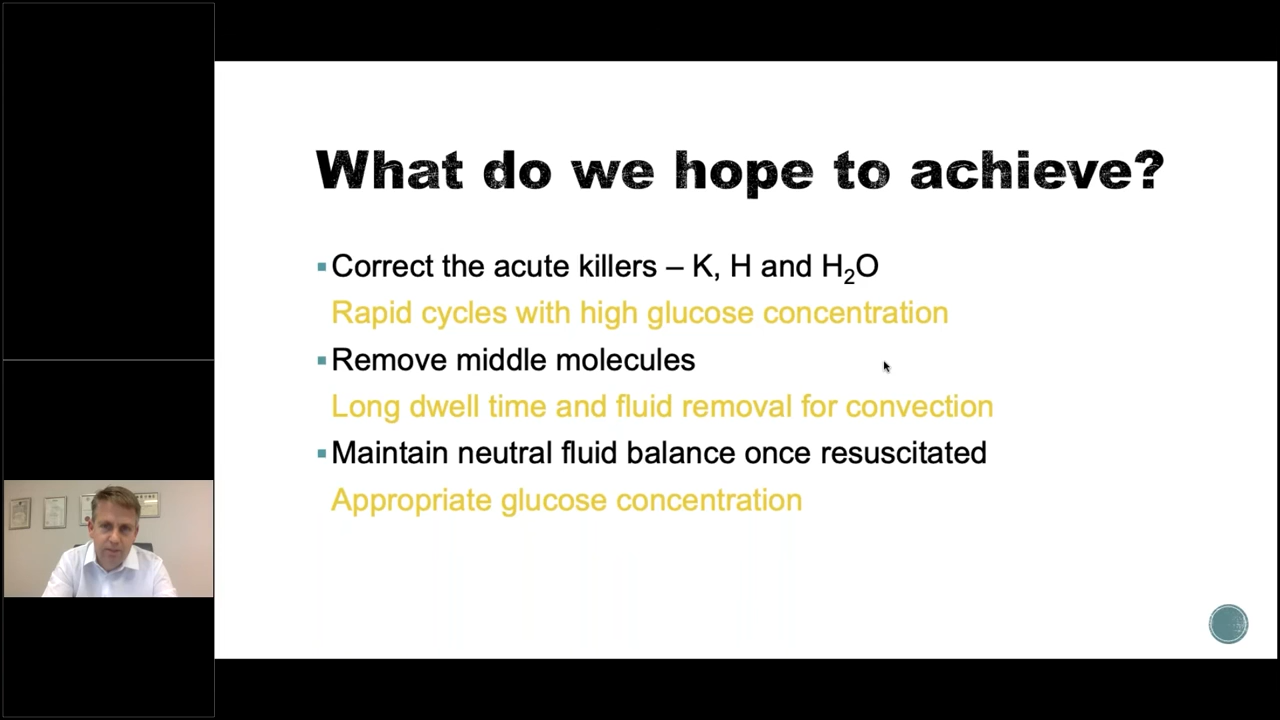 What do we hope to achieve?
▪ Correct the acute killers – K, H and H₂O
Rapid cycles with high glucose concentration
▪ Remove middle molecules
Long dwell time and fluid removal for convection
▪ Maintain neutral fluid balance once resuscitated
Appropriate glucose concentration